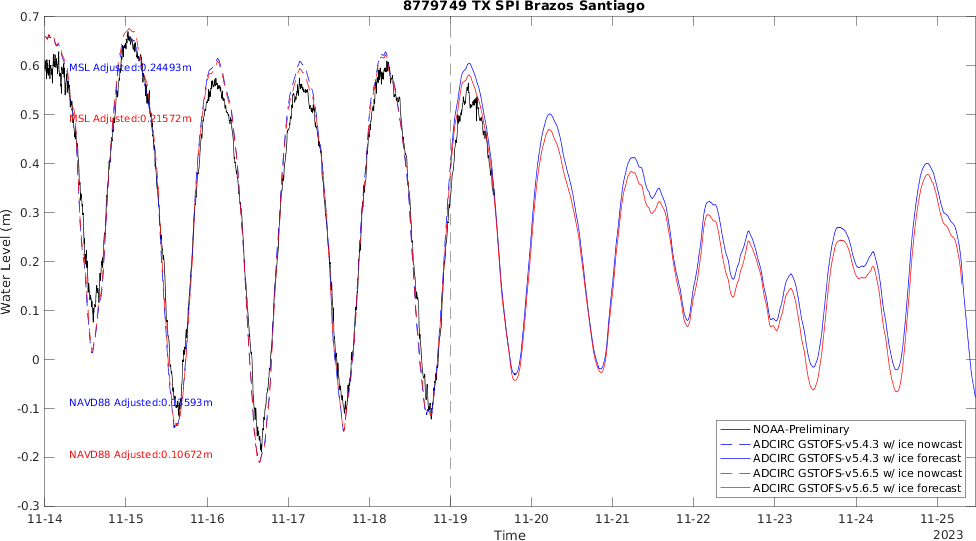 8779749 TX SPI Brazos Santiago
0.7
0.6
0.5
0.4
0.3
0.2
0.1
0
-0.1
-0.2
-0.3
Water Level (m)
MSL Adjusted:0.24493m
MSL Adjusted:0.21572m
NAVD88
NAVD88 Adjusted:0.10672m
NOAA-Preliminary
ADCIRC GSTOFS-v5.4.3 w/ ice nowcast
ADCIRC GSTOFS-v5.4.3 w/ ice forecast
ADCIRC GSTOFS-v5.6.5 w/ ice nowcast
ADCIRC GSTOFS-v5.6.5 w/ ice forecast
11-14 11-15 11-16 11-17 11-18 11-19 11-20 11-21 11-22 11-23 11-24 11-25
Time
2023